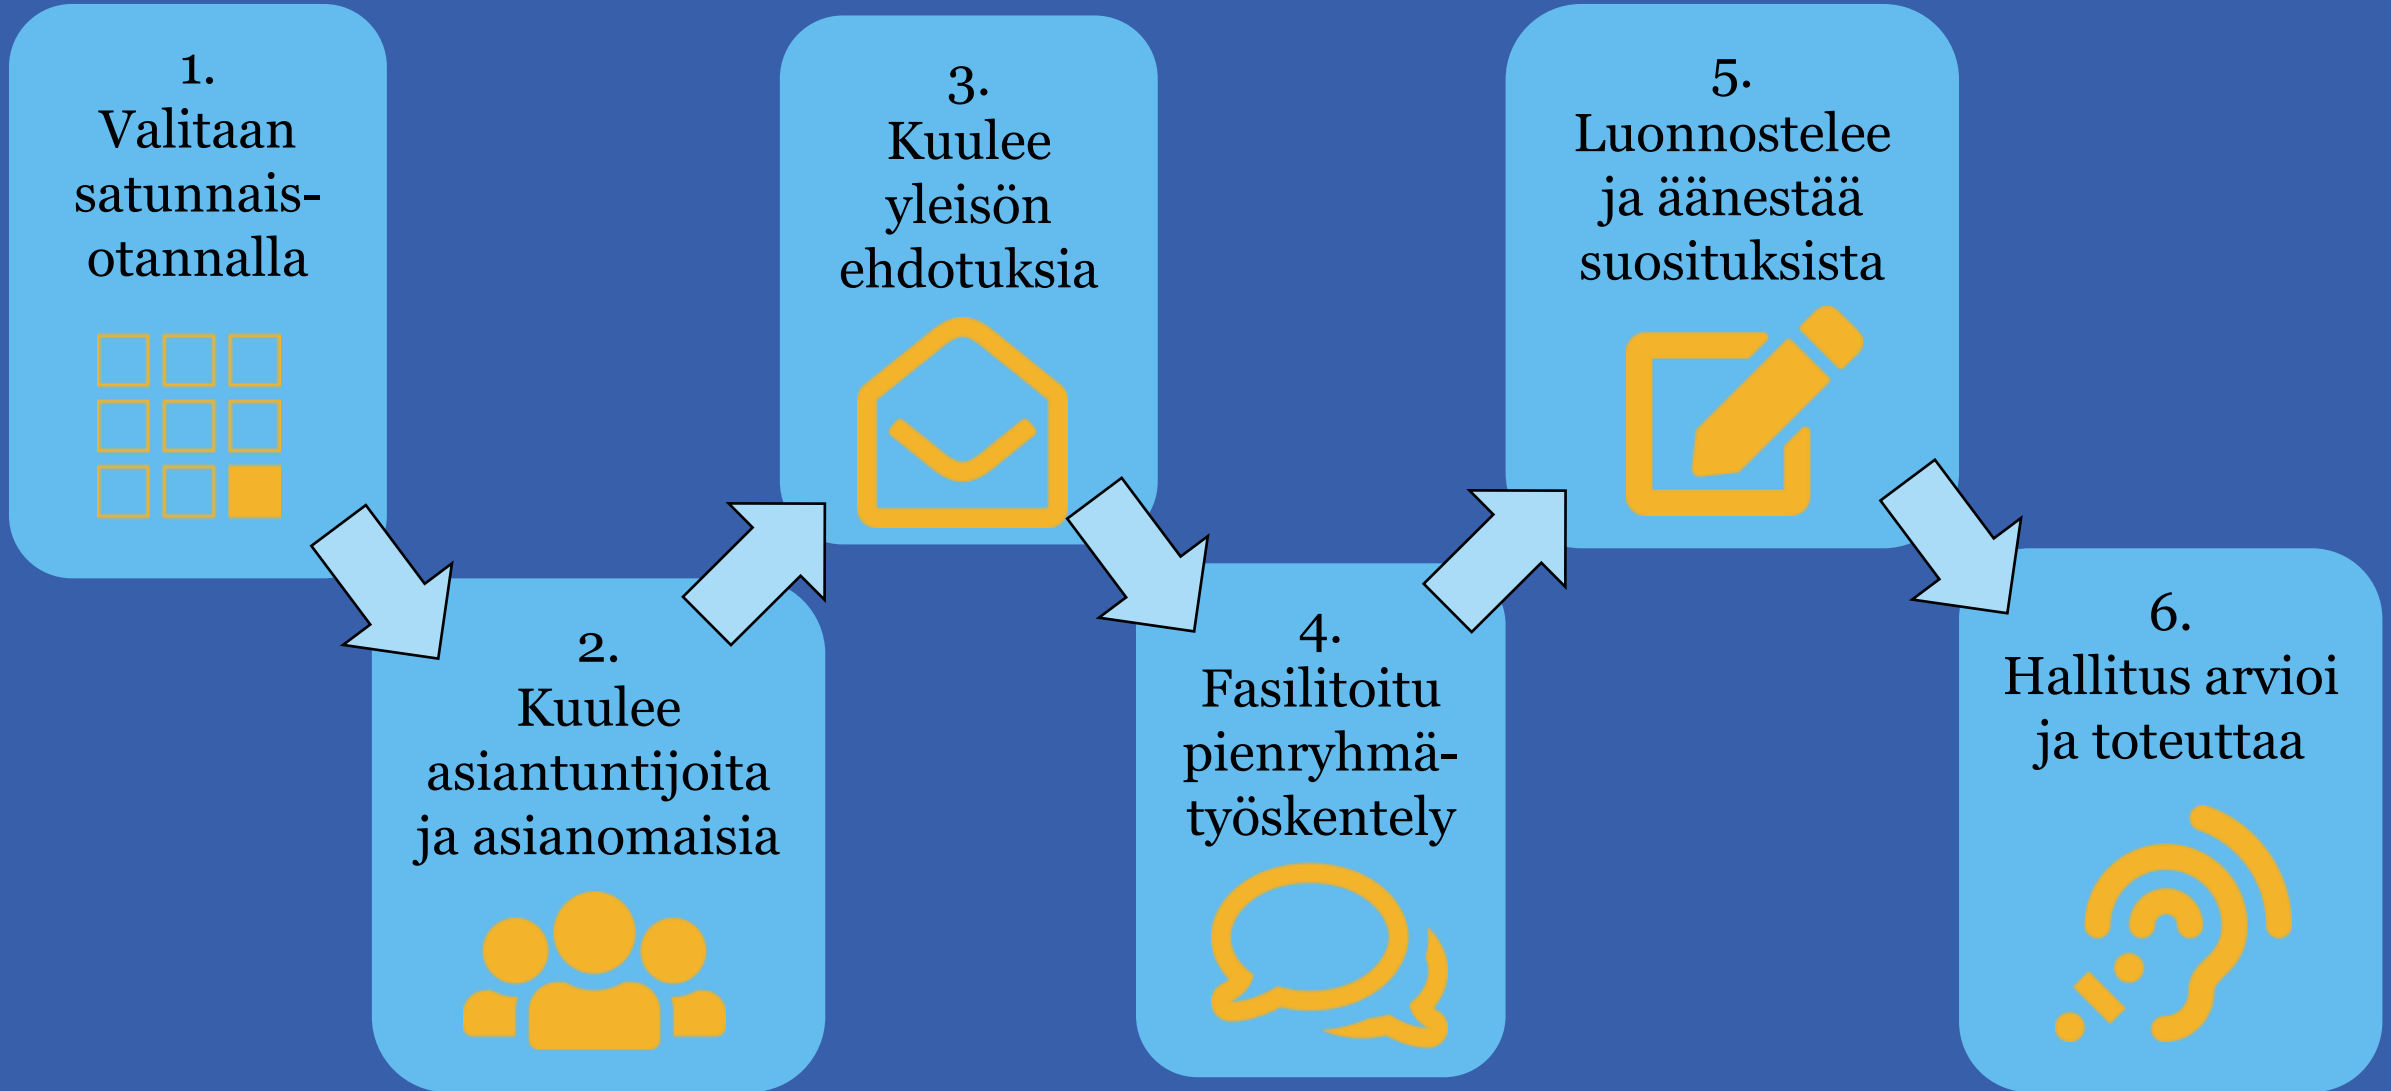 1.
Valitaan
satunnais-
otannalla
2.
Kuulee
asiantuntijoita
ja asianomaisia
3.
Kuulee
yleisön
ehdotuksia
4.
Fasilitoitu
pienryhmä-
työskentely
5.
Luonnostelee
ja äänestää
suosituksista
6.
Hallitus arvioi
ja toteuttaa